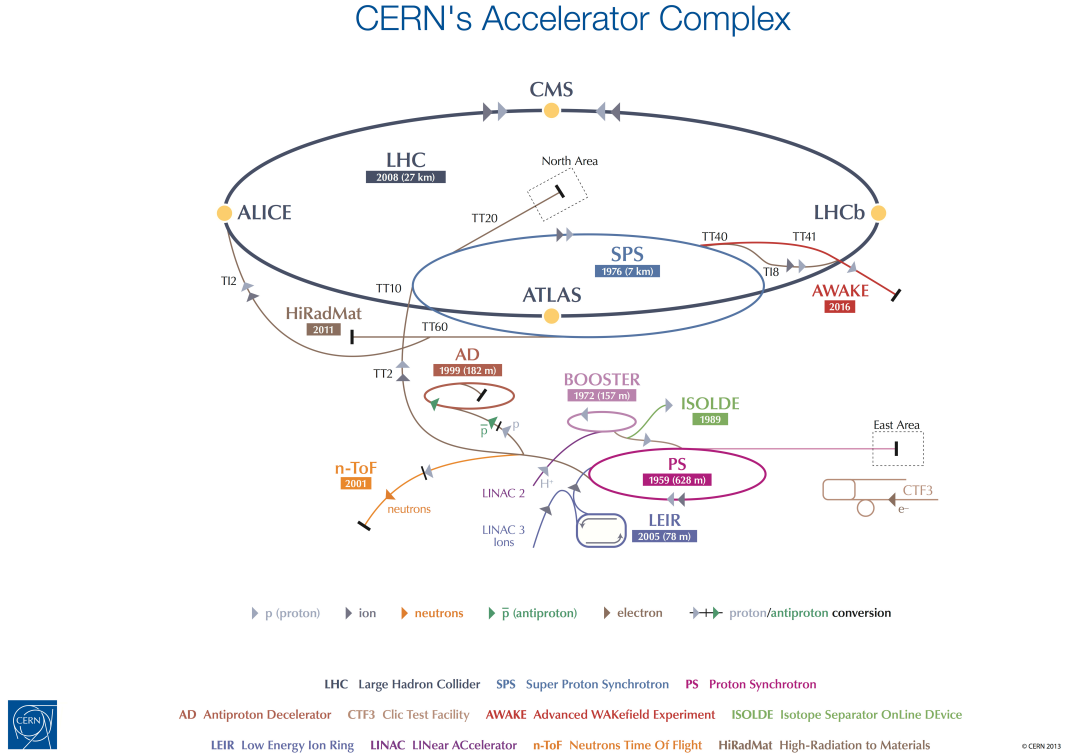 CERN's Accelerator Complex
CMS
LHC
2008 (27 km)
North Area
ALICE
LHCb
TT20
TT40
TT41
SPS
1976 (7 km)
TI8
TI2
TT10
ATLAS
AWAKE
2016
HiRadMat
2011
TT60
AD
1999 (182 m)
TT2
BOOSTER
1972 (157 m)
ISOLDE
1989
p
p̅
East Area
n-ToF
2001
PS
1959 (628 m)
H⁺
LINAC 2
neutrons
CTF3
e–
LEIR
2005 (78 m)
LINAC 3
Ions
p (proton) ion neutrons p̅ (antiproton) electron proton/antiproton conversion
LHC Large Hadron Collider SPS Super Proton Synchrotron PS Proton Synchrotron
AD Antiproton Decelerator CTF3 Clic Test Facility AWAKE Advanced WAKefield Experiment ISOLDE Isotope Separator OnLine DEvice
LEIR Low Energy Ion Ring LINAC LINear ACcelerator n-ToF Neutrons Time Of Flight HiRadMat High-Radiation to Materials
CERN
© CERN 2013